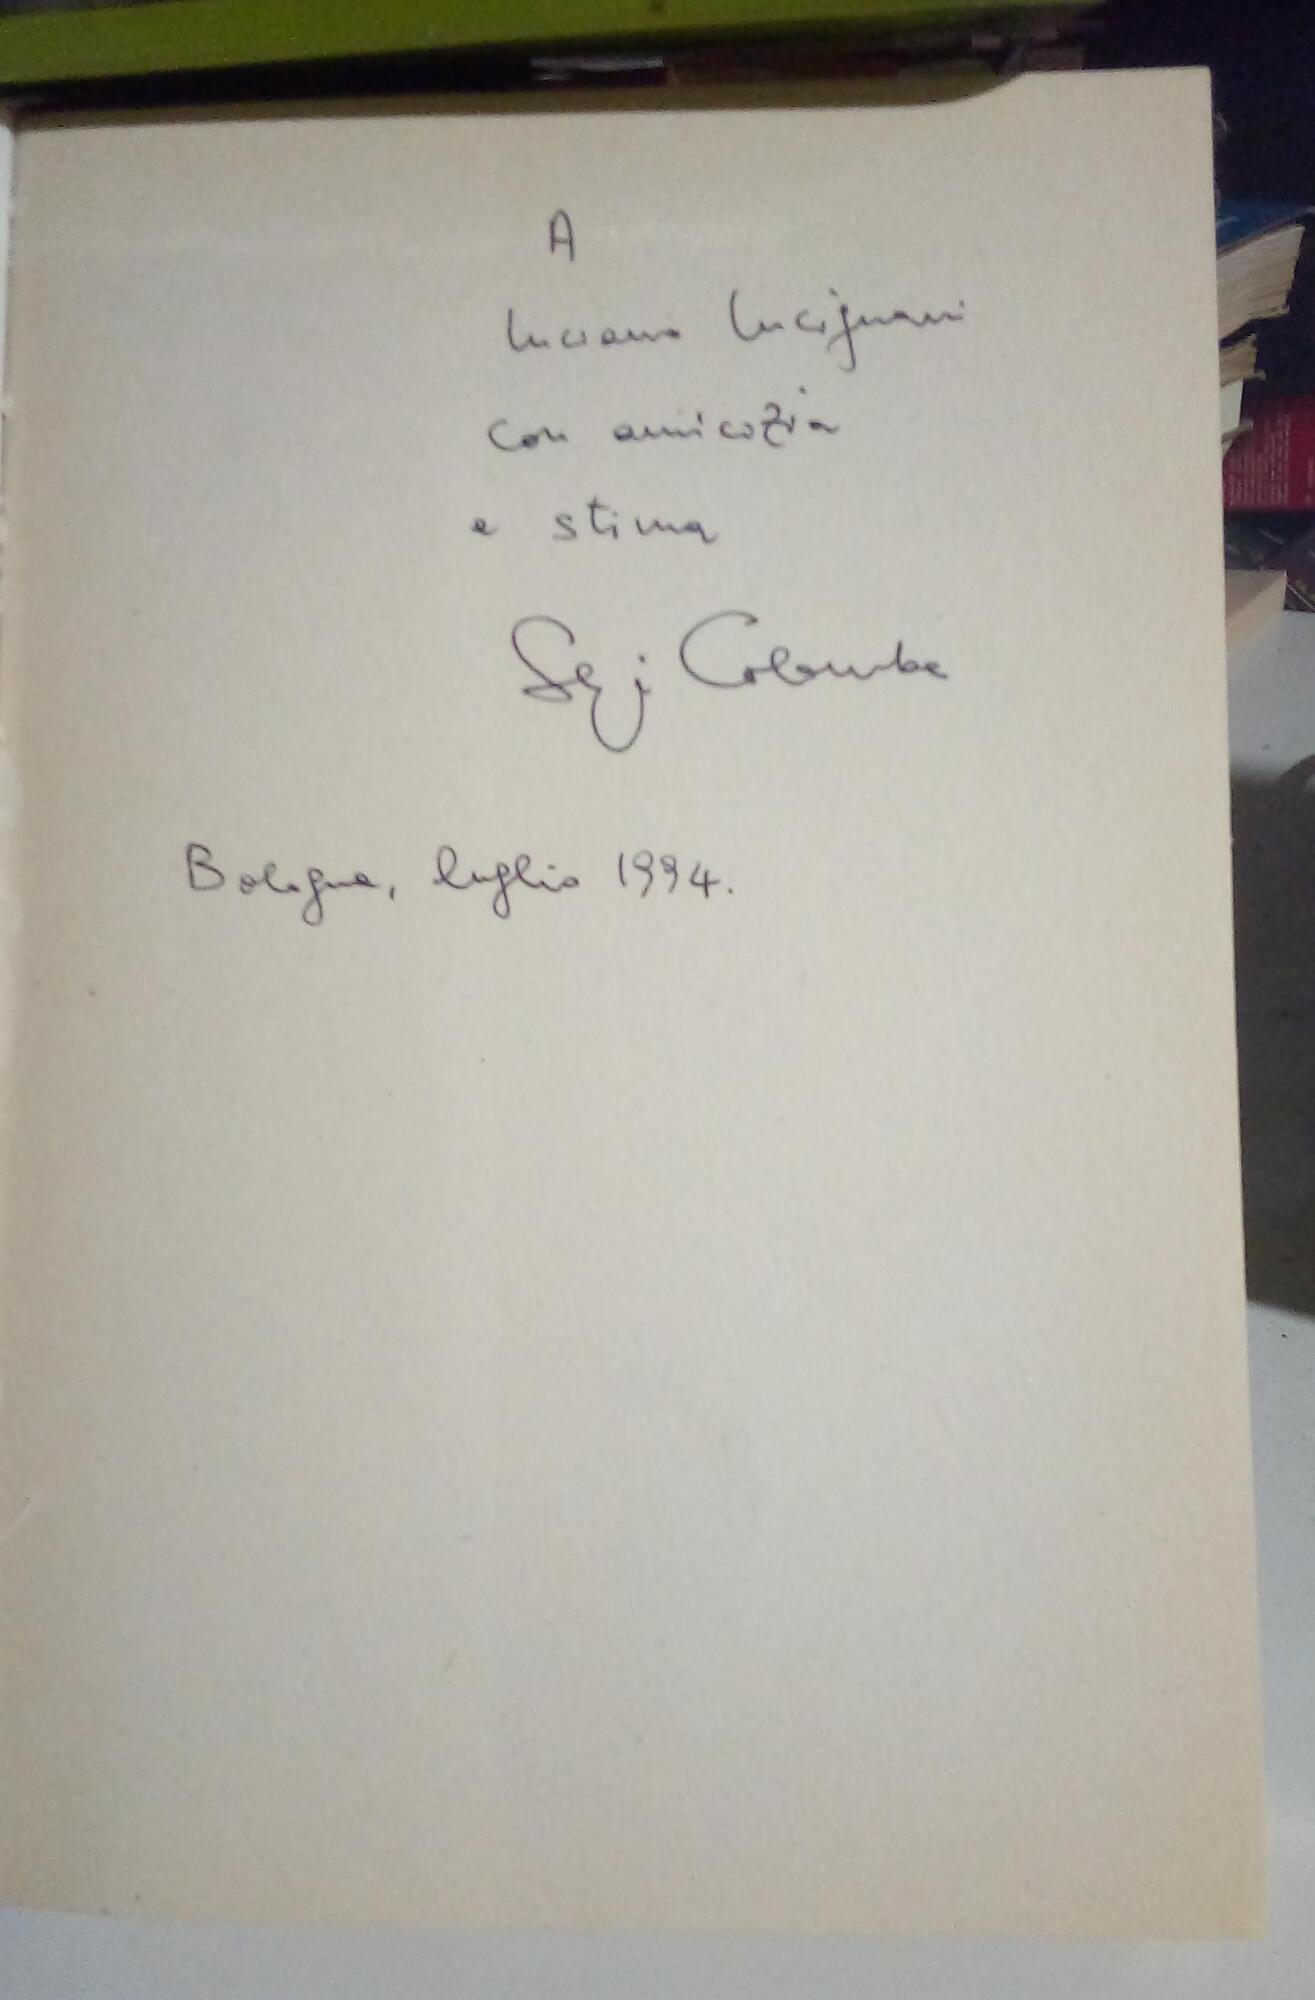 A
Luciano Lucignani
con amicizia
e stima
Colomba
Bologna, luglio 1994.